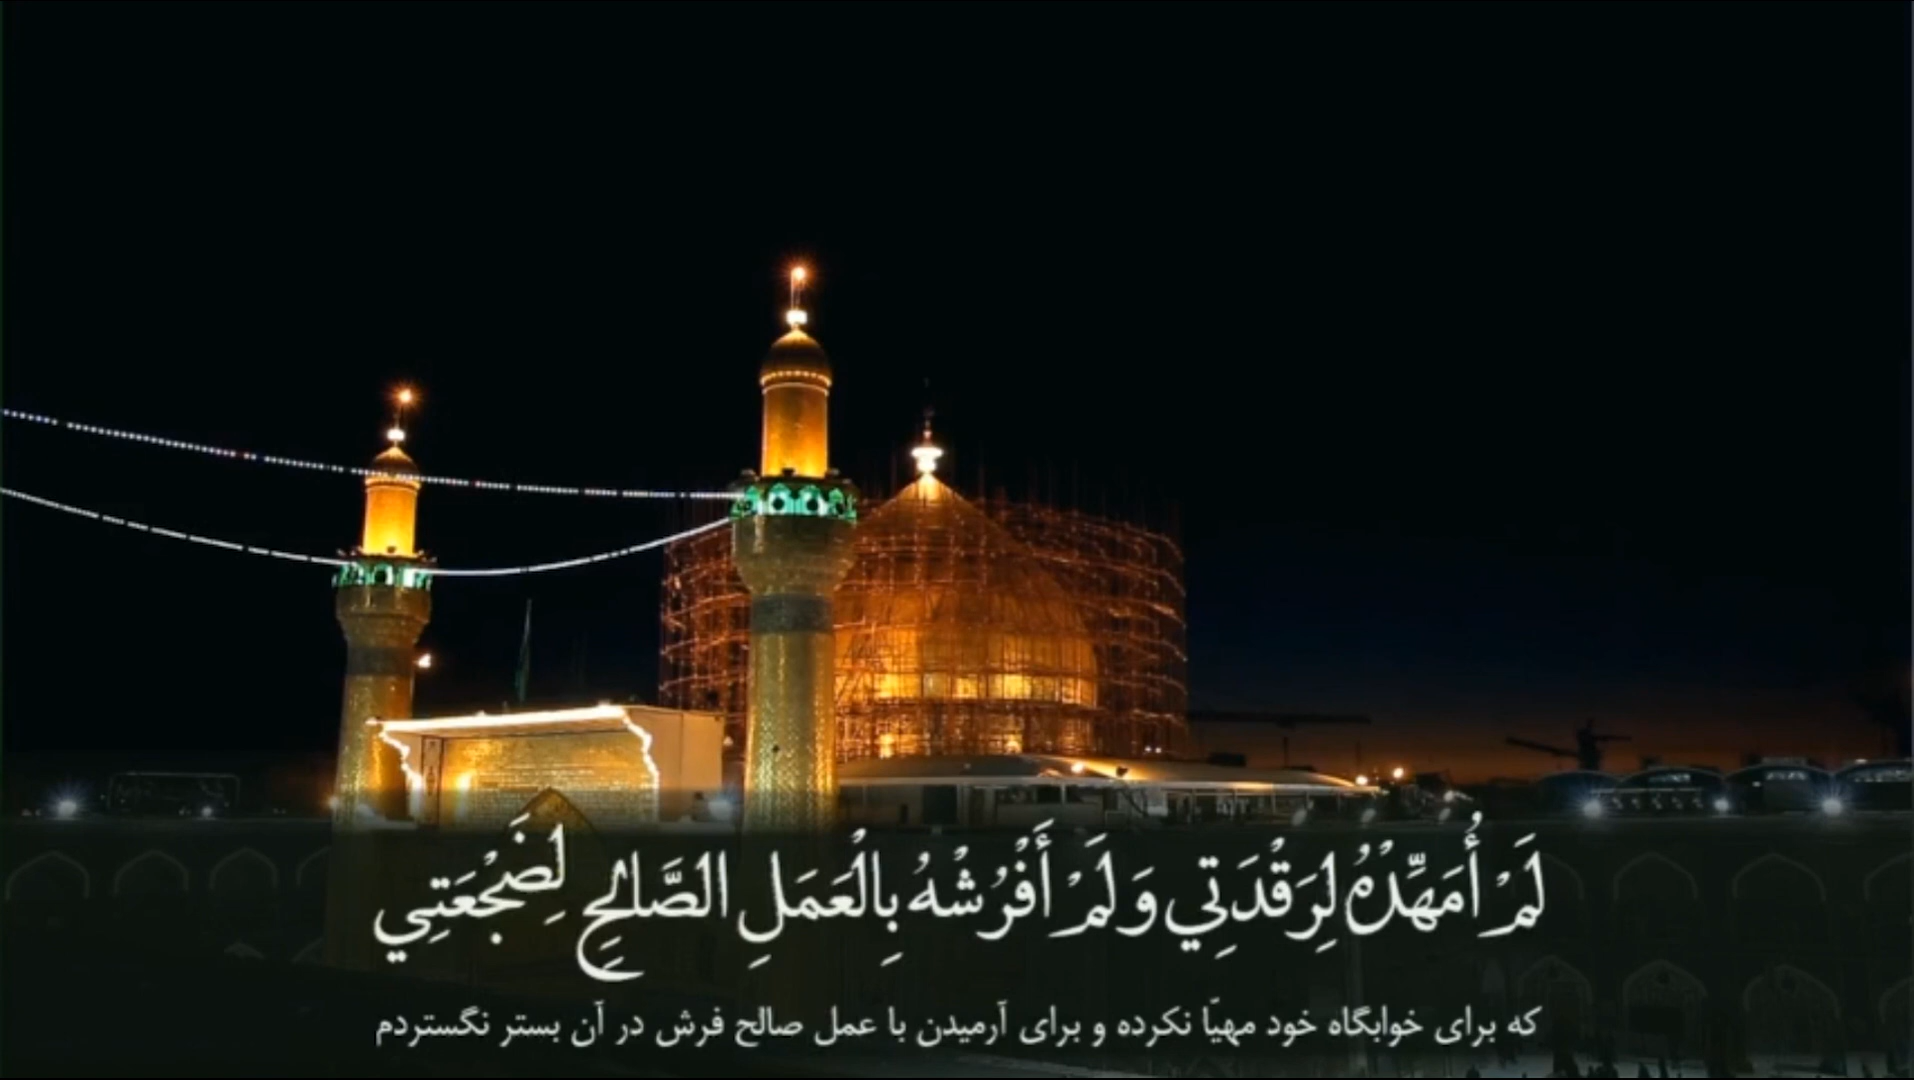 لَمْ أُمَهِّدْهُ لِرَقْدَتِي وَ لَمْ أَفْرُشْهُ بِالْعَمَلِ الصَّالِحِ لِضَجْعَتِي
که برای خوابگاه خود مهیّا نکرده و برای آرمیدن با عمل صالح فرش در آن بستر نگستردم